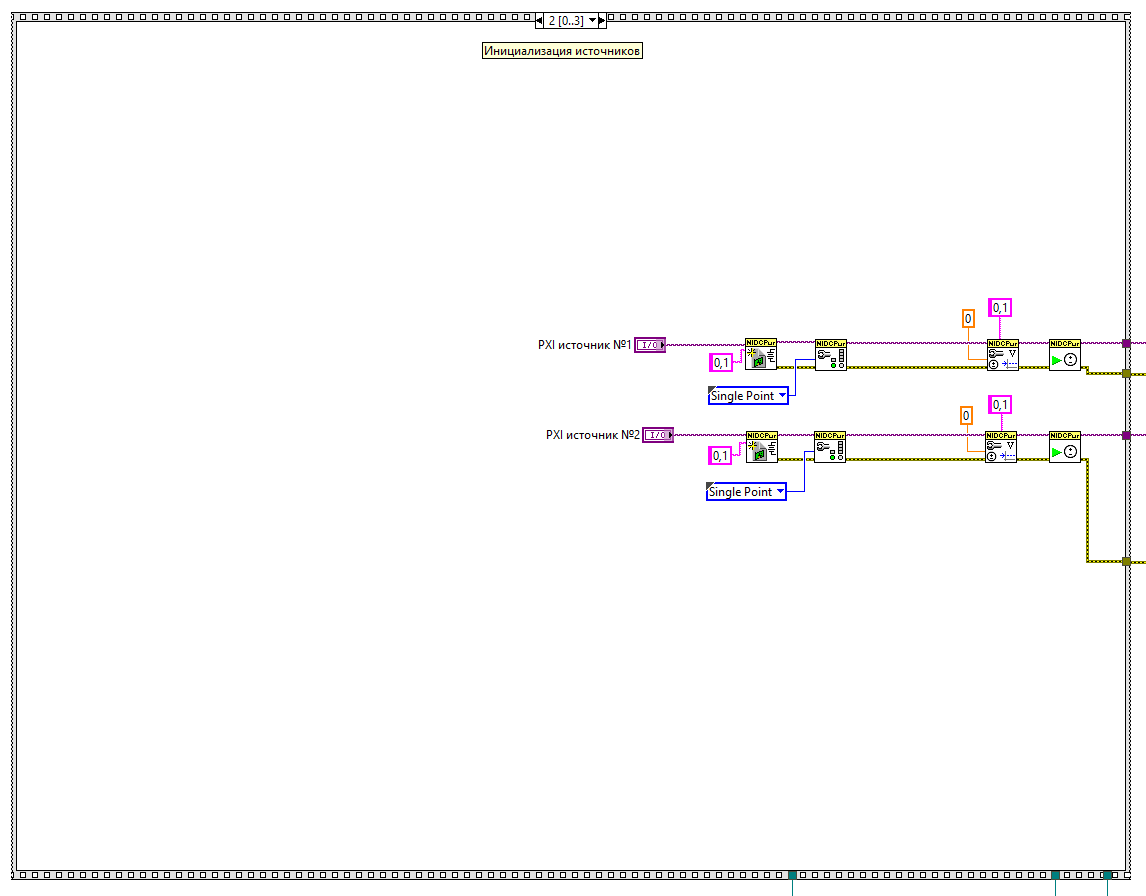 2 [0..3]
Инициализация источников
0,1
0
PXI источник №1
I/O
NIDCPwr
NIDCPwr
NIDCPwr
NIDCPwr
0,1
Single Point
0,1
0
PXI источник №2
I/O
NIDCPwr
NIDCPwr
NIDCPwr
NIDCPwr
0,1
Single Point